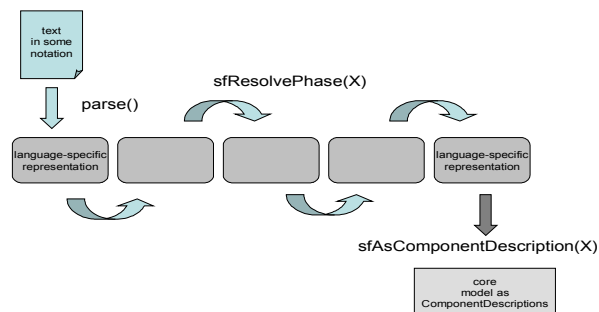 text
in some
notation
parse()
sfResolvePhase(X)
language-specific
representation
language-specific
representation
sfAsComponentDescription(X)
core
model as
ComponentDescriptions